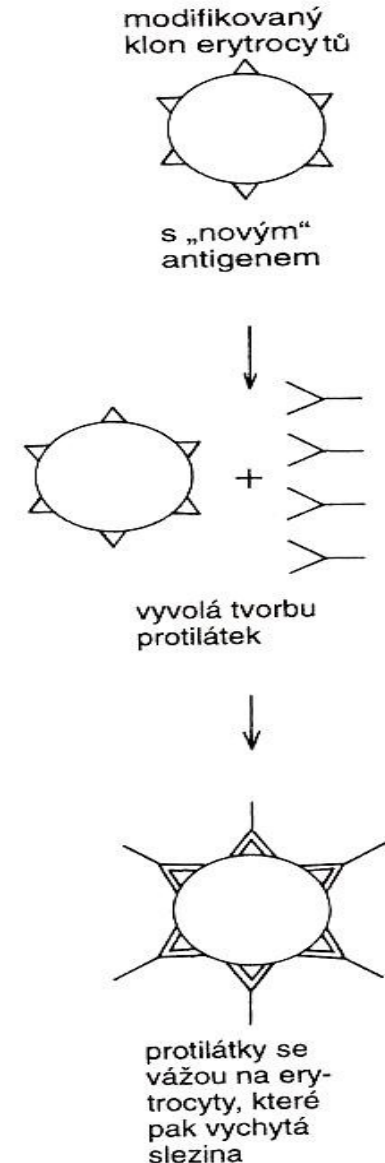 modifikovaný
klon erytrocytů
s „novým“
antigenem
+
vyvolá tvorbu
protilátek
protilátky se
vážou na ery-
trocyty, které
pak vychytá
slezina